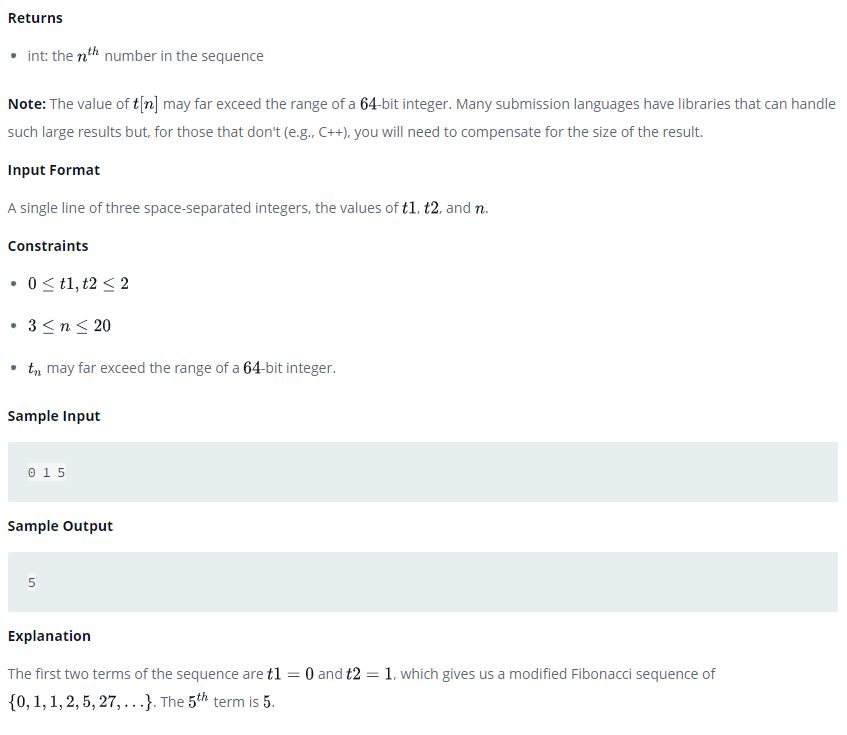 Returns
• int: the n^th number in the sequence
Note: The value of t[n] may far exceed the range of a 64-bit integer. Many submission languages have libraries that can handle
such large results but, for those that don't (e.g., C++), you will need to compensate for the size of the result.
Input Format
A single line of three space-separated integers, the values of t1, t2, and n.
Constraints
• 0 ≤ t1, t2 ≤ 2
• 3 ≤ n ≤ 20
• t_n may far exceed the range of a 64-bit integer.
Sample Input
0 1 5
Sample Output
5
Explanation
The first two terms of the sequence are t1 = 0 and t2 = 1, which gives us a modified Fibonacci sequence of
{0, 1, 1, 2, 5, 27, . . .}. The 5^th term is 5.